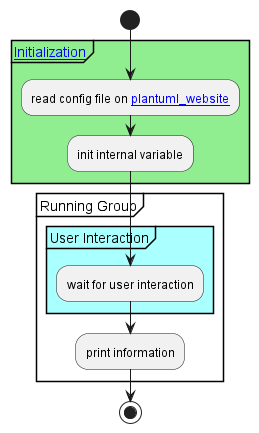 Initialization
read config file on plantuml_website
init internal variable
Running Group
User Interaction
wait for user interaction
print information